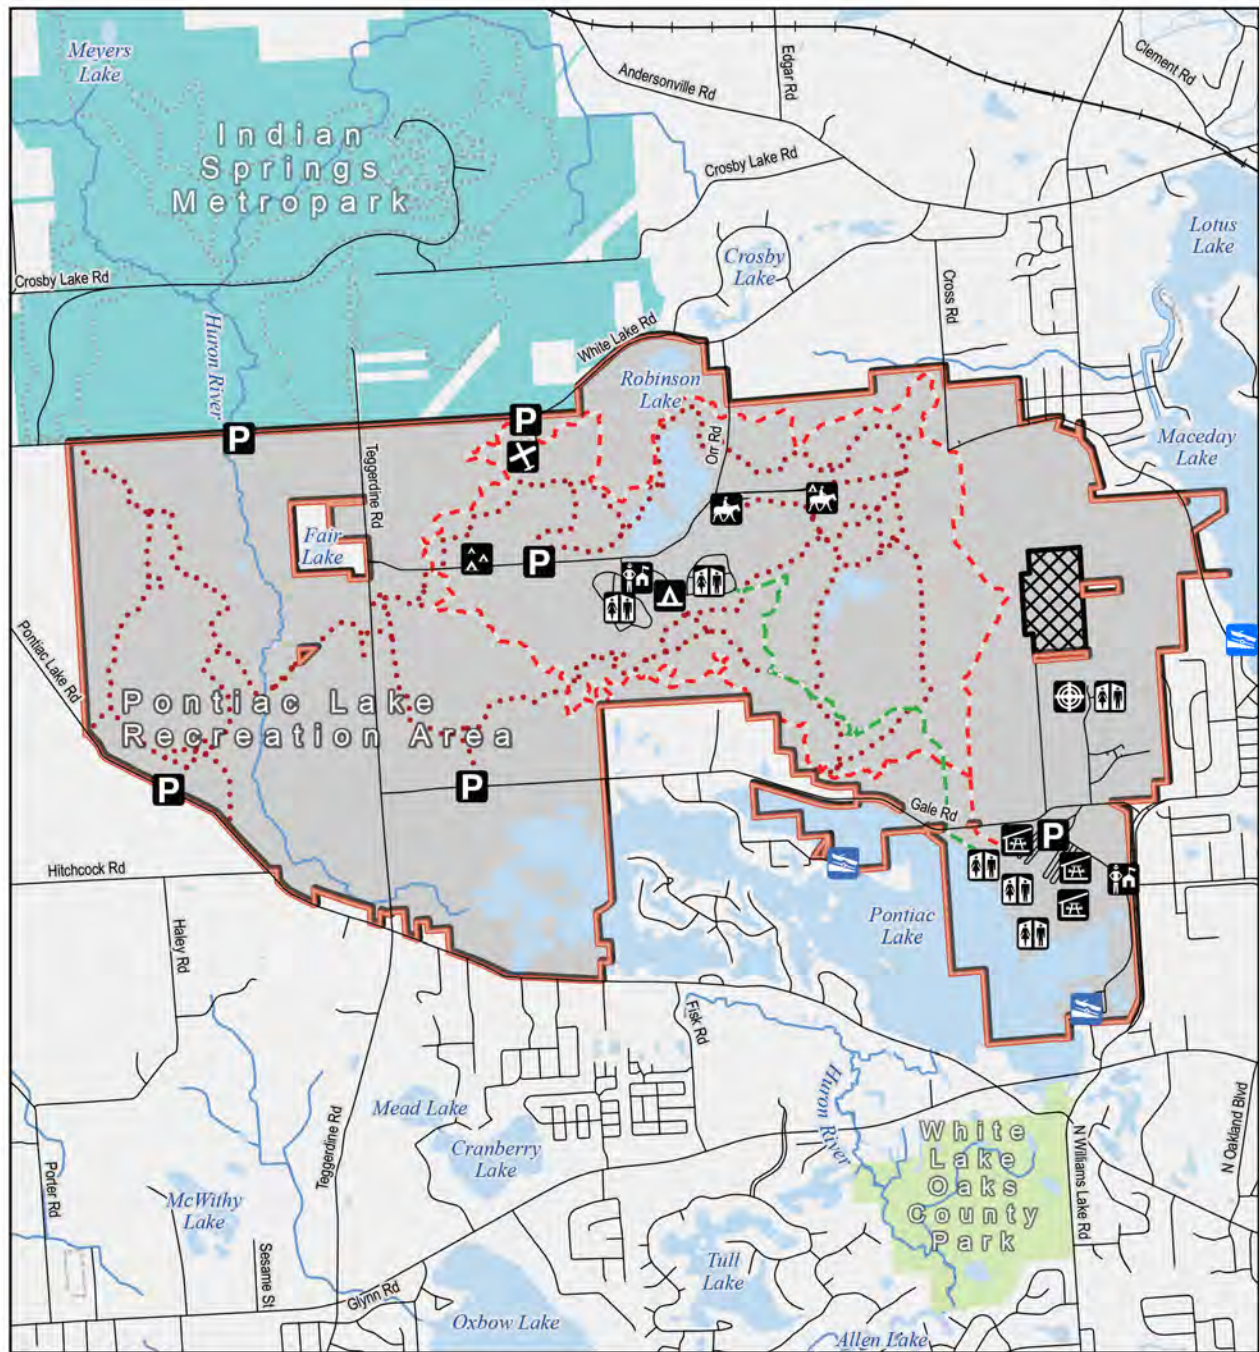 Meyers
Lake
Indian
Springs
Metropark
Andersonville Rd
Edgar Rd
Clement Rd
Crosby Lake Rd
Lotus
Lake
Crosby
Lake
Crosby Lake Rd
Huron River
White Lake Rd
Cross Rd
Robinson
Lake
Maceday
Lake
P
P
Teggerdine Rd
Orr Rd
Fair
Lake
P
Pontiac Lake Rd
Pontiac Lake
Recreation Area
P
P
Gale Rd
P
Hitchcock Rd
Haley Rd
Pontiac
Lake
Fisk Rd
Huron River
Mead Lake
Cranberry
Lake
White
Lake
Oaks
County
Park
N Williams Lake Rd
N Oakland Blvd
Teggerdine Rd
Porter Rd
McWithy
Lake
Sesame St
Glynn Rd
Tull
Lake
Oxbow Lake
Allen Lake